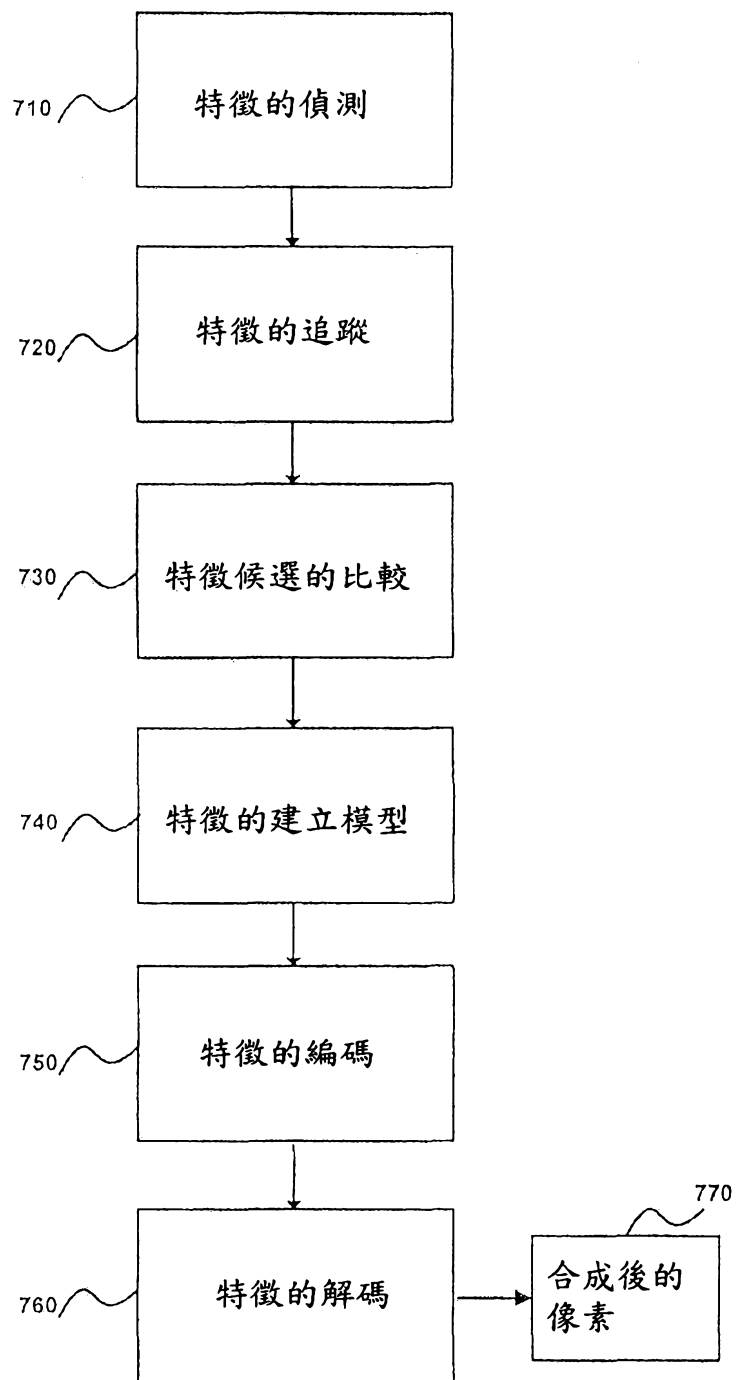 710
特徵的偵測
720
特徵的追蹤
730
特徵候選的比較
740
特徵的建立模型
750
特徵的編碼
760
特徵的解碼
770
合成後的
像素